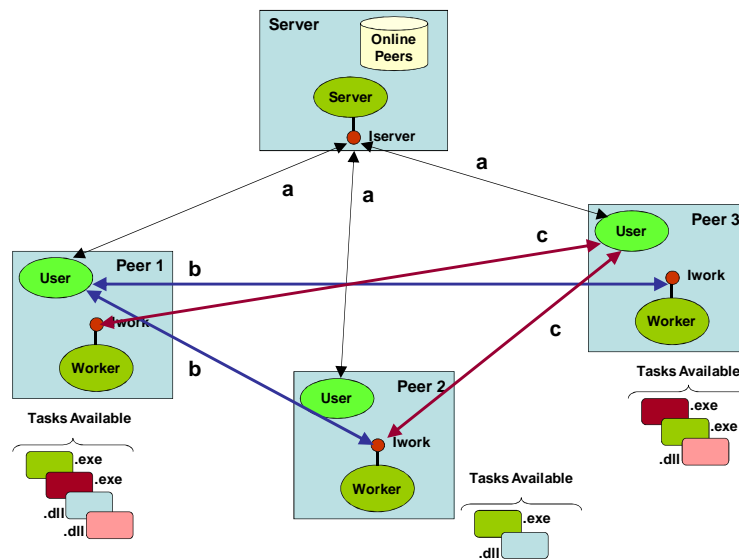 Server
Online
Peers
Server
Iserver
a
a
a
Peer 3
User
c
Peer 1
b
User
Iwork
Iwork
Worker
c
Worker
b
Peer 2
User
Tasks Available
Iwork
.exe
.exe
.dll
Tasks Available
.exe
.exe
.dll
.dll
Worker
Tasks Available
.exe
.dll